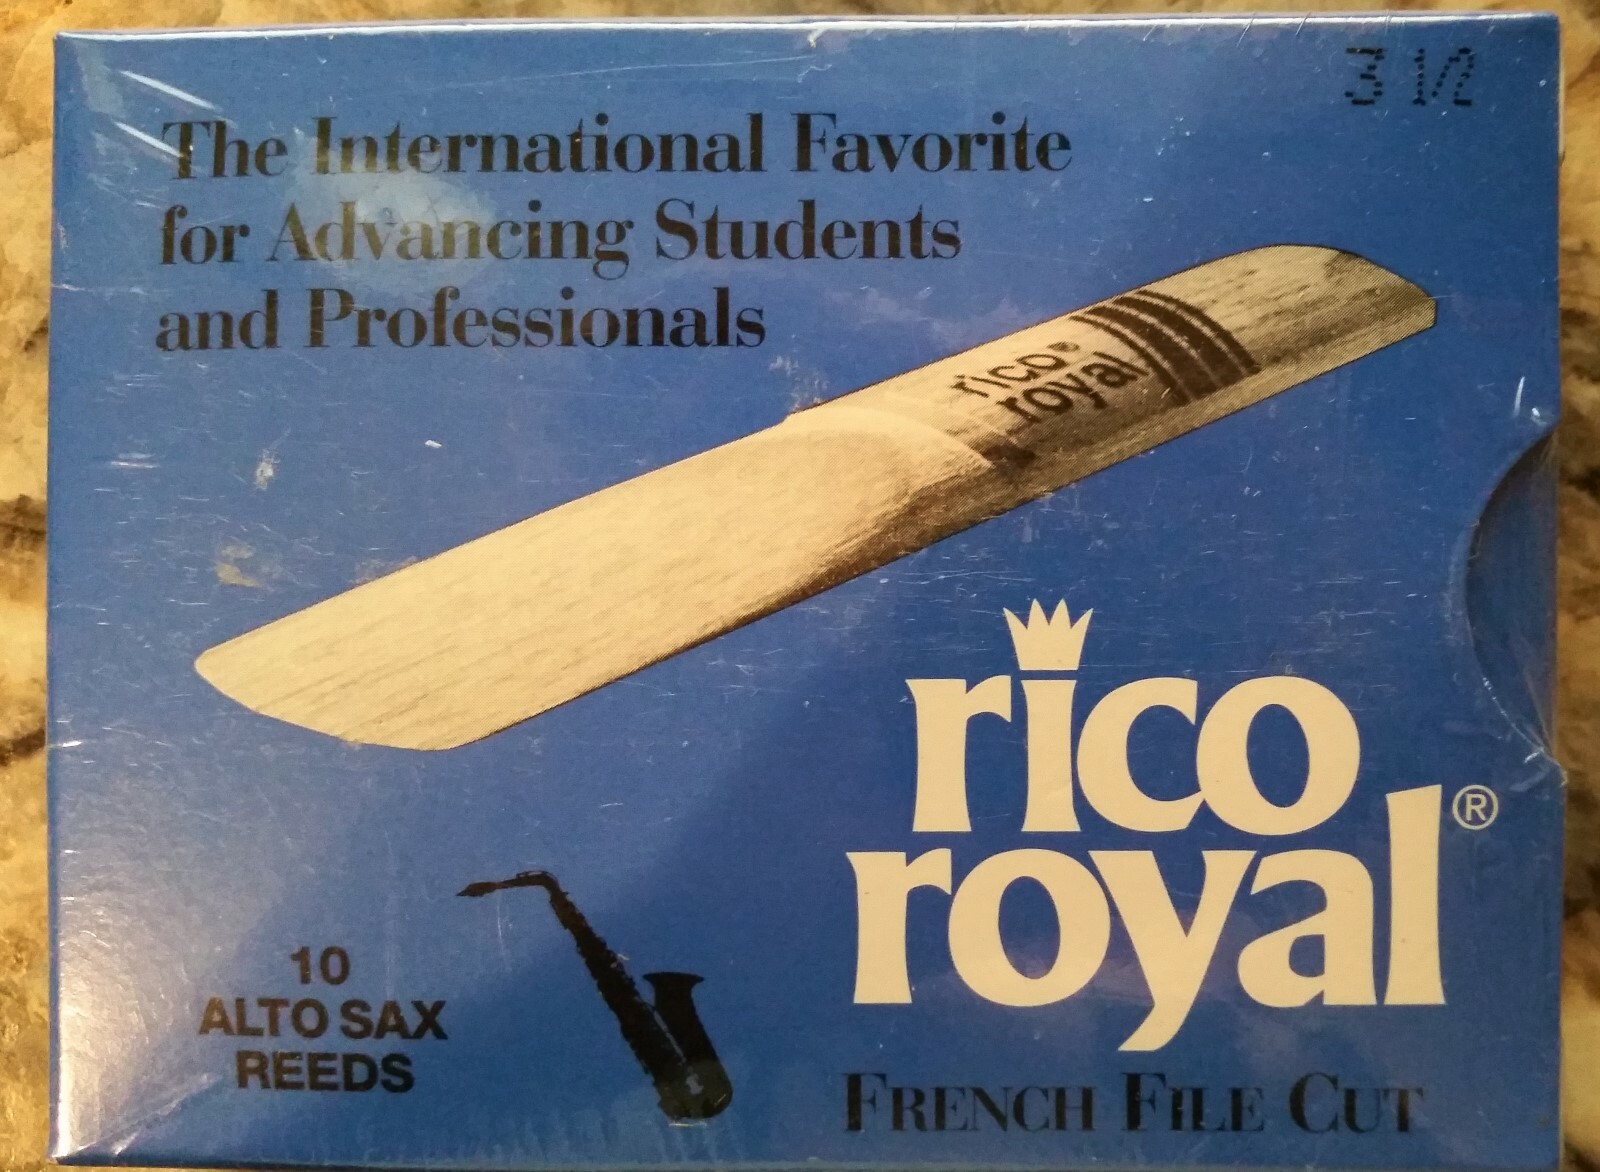 3 1/2
The International Favorite
for Advancing Students
and Professionals
rico®
royal
rico
royal®
10
ALTO SAX
REEDS
FRENCH FILE CUT